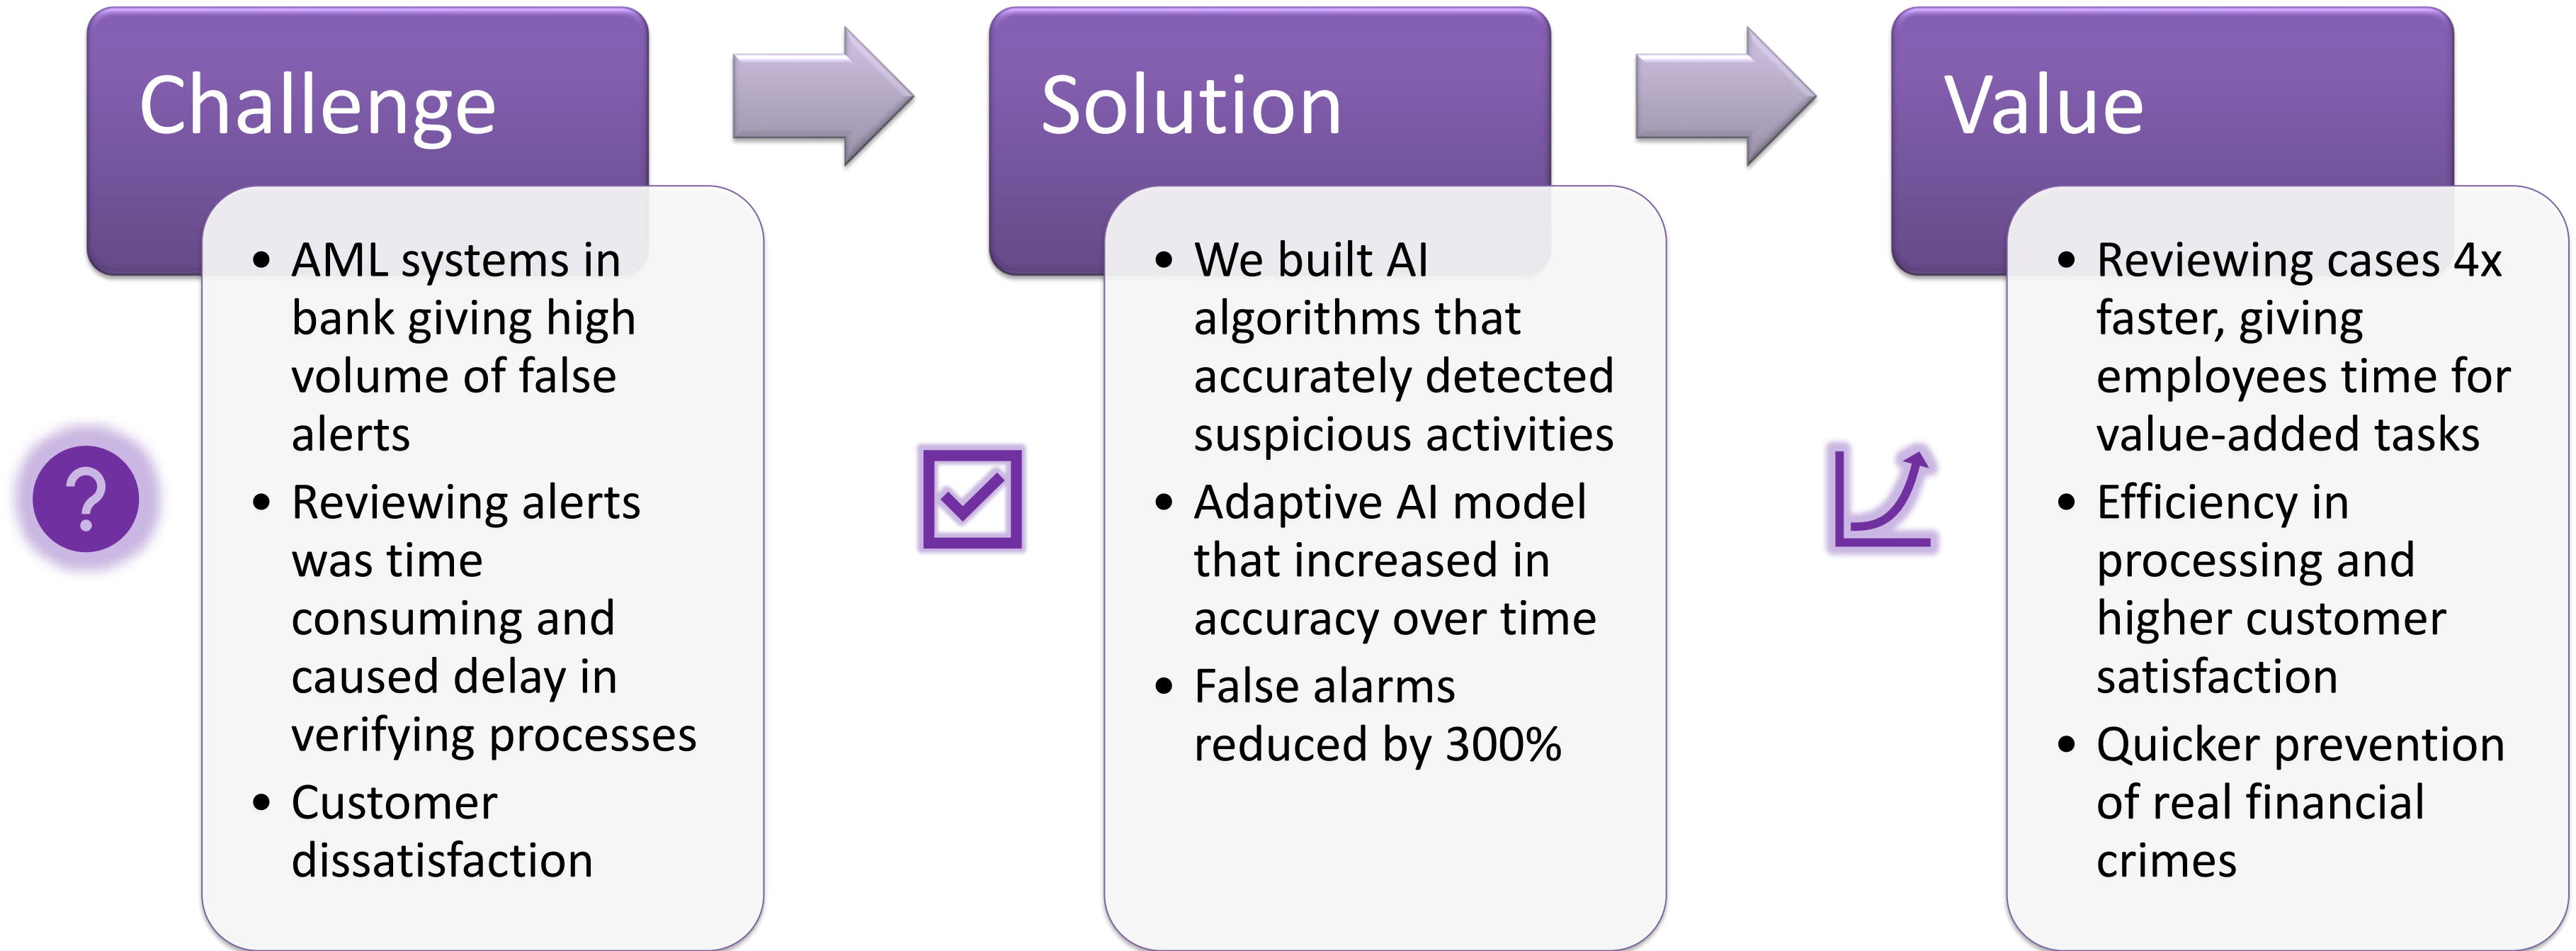 Challenge
• AML systems in
bank giving high
volume of false
alerts
• Reviewing alerts
was time
consuming and
caused delay in
verifying processes
• Customer
dissatisfaction
Solution
• We built AI
algorithms that
accurately detected
suspicious activities
• Adaptive AI model
that increased in
accuracy over time
• False alarms
reduced by 300%
Value
• Reviewing cases 4x
faster, giving
employees time for
value-added tasks
• Efficiency in
processing and
higher customer
satisfaction
• Quicker prevention
of real financial
crimes
?